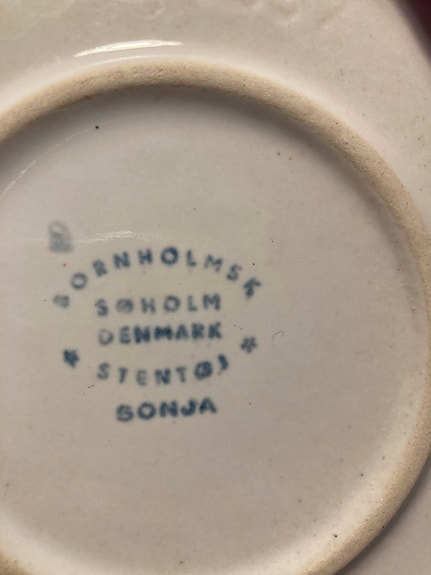 BORNHOLMSK
SØHOLM
DENMARK
* STENTØJ *
SONJA